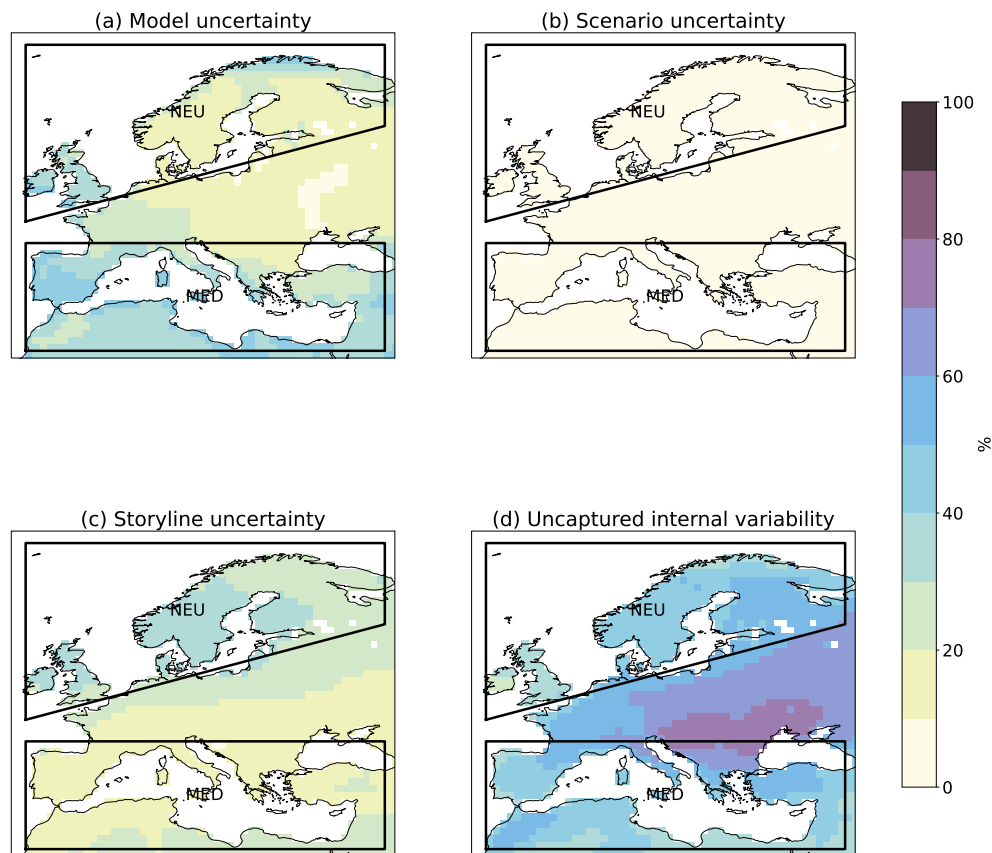 (a) Model uncertainty
(b) Scenario uncertainty
NEU
MED
NEU
MED
100
80
60
40
20
0
%
(c) Storyline uncertainty
(d) Uncaptured internal variability
NEU
MED
NEU
MED